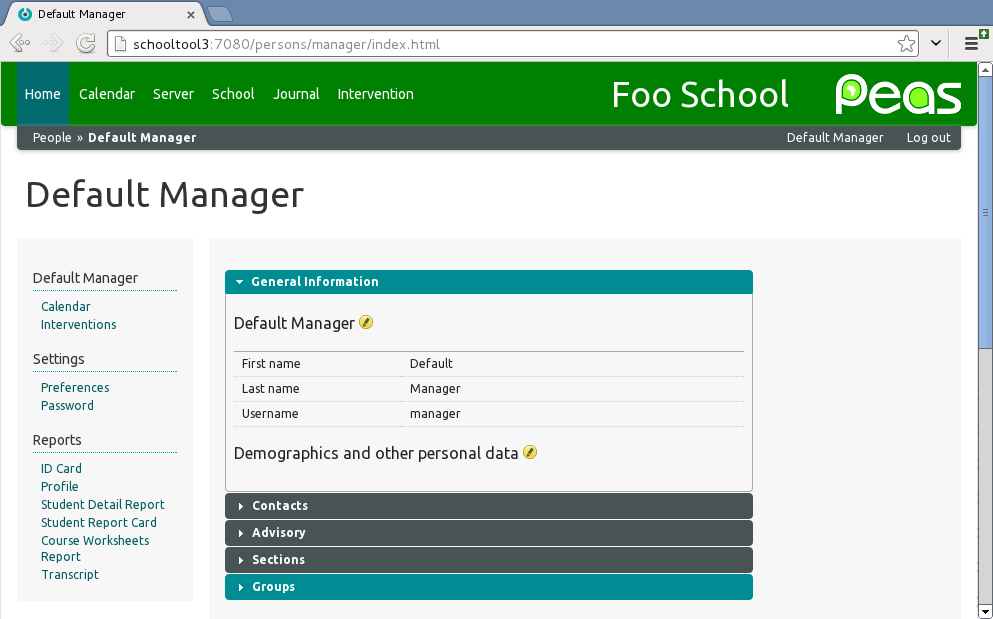 Default Manager
schooltool3:7080/persons/manager/index.html
Home Calendar Server School Journal Intervention Foo School Peas
People » Default Manager Default Manager Log out
Default Manager
Default Manager
Calendar
Interventions
Settings
Preferences
Password
Reports
ID Card
Profile
Student Detail Report
Student Report Card
Course Worksheets
Report
Transcript
General Information
Default Manager
First name Default
Last name Manager
Username manager
Demographics and other personal data
Contacts
Advisory
Sections
Groups